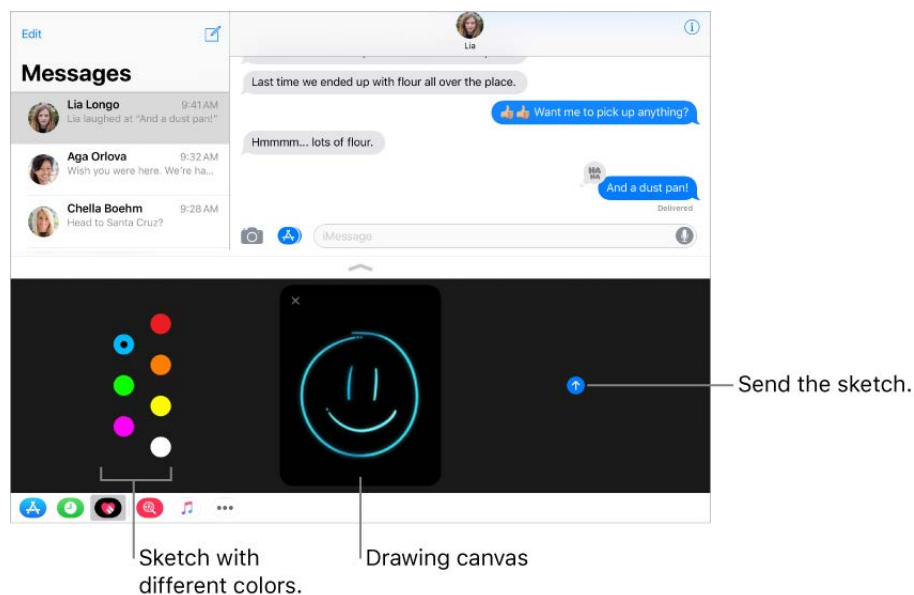 Edit
Messages
Lia Longo 9:41 AM
Lia laughed at "And a dust pan!"
Aga Orlova 9:32 AM
Wish you were here. We're ha...
Chella Boehm 9:28 AM
Head to Santa Cruz?
Lia
Last time we ended up with flour all over the place.
👍🏼👍🏼 Want me to pick up anything?
Hmmmm... lots of flour.
HA
HA
And a dust pan!
Delivered
iMessage
Send the sketch.
Sketch with
different colors.
Drawing canvas